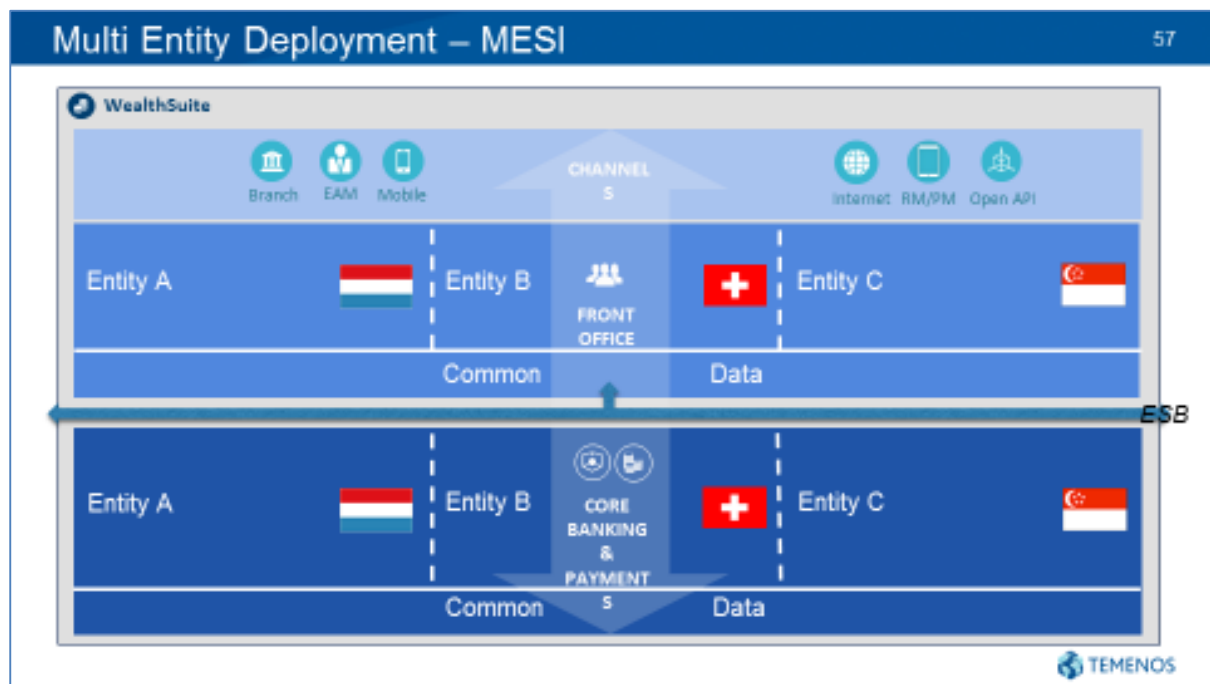 Multi Entity Deployment – MESI
57
WealthSuite
CHANNEL
S
Branch EAM Mobile
Internet RM/PM Open API
Entity A
Entity B
Entity C
FRONT
OFFICE
Common Data
ESB
Entity A
Entity B
Entity C
CORE
BANKING
&
PAYMENT
S
Common Data
TEMENOS